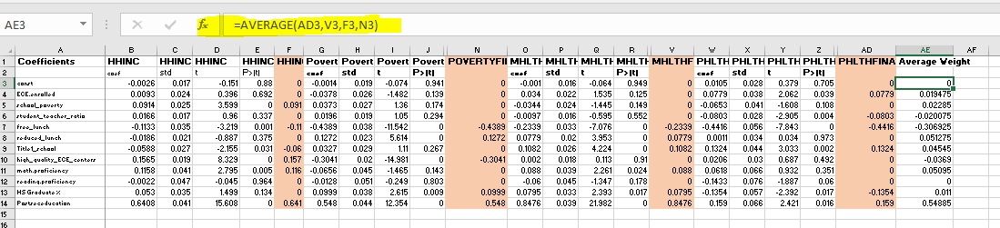 AE3 fx =AVERAGE(AD3,V3,F3,N3)
A B C D E F G H I J N O P Q R V W X Y Z AD AE AF
1 Coefficients HHINC HHINC HHINC HHINC HHIN Povert Povert Povert Povert POVERTYFII MHLTH MHLTH MHLTH MHLTH MHLTHF PHLTH PHLTH PHLTH PHLTH PHLTHFINA Average Weight
2 coef std t P>|t| coef std t P>|t| coef std t P>|t| coef std t P>|t|
3 const -0.0026 0.017 -0.151 0.88 0 -0.0014 0.019 -0.074 0.941 0 -0.001 0.016 -0.064 0.949 0 0.0105 0.028 0.379 0.705 0 0
4 ECE_enrolled 0.0093 0.024 0.396 0.692 0 -0.0378 0.026 -1.482 0.139 0 0.034 0.022 1.535 0.125 0 0.0779 0.038 2.062 0.039 0.0779 0.019475
5 school_poverty 0.0914 0.025 3.599 0 0.091 0.0373 0.027 1.36 0.174 0 -0.0344 0.024 -1.445 0.149 0 -0.0653 0.041 -1.608 0.108 0 0.02285
6 student_teacher_ratio 0.0166 0.017 0.96 0.337 0 0.0196 0.019 1.05 0.294 0 -0.0097 0.016 -0.595 0.552 0 -0.0803 0.028 -2.905 0.004 -0.0803 -0.020075
7 free_lunch -0.1133 0.035 -3.219 0.001 -0.11 -0.4389 0.038 -11.542 0 -0.4389 -0.2339 0.033 -7.076 0 -0.2339 -0.4416 0.056 -7.843 0 -0.4416 -0.306925
8 reduced_lunch -0.0186 0.021 -0.887 0.375 0 0.1272 0.023 5.614 0 0.1272 0.0779 0.02 3.953 0 0.0779 0.0011 0.034 0.034 0.973 0 0.051275
9 Title1_school -0.0588 0.027 -2.155 0.031 -0.06 0.0327 0.029 1.11 0.267 0 0.1082 0.026 4.224 0 0.1082 0.1324 0.044 3.033 0.002 0.1324 0.04545
10 high_quality_ECE_centers 0.1565 0.019 8.329 0 0.157 -0.3041 0.02 -14.981 0 -0.3041 0.002 0.018 0.113 0.91 0 0.0206 0.03 0.687 0.492 0 -0.0369
11 math_proficiency 0.1158 0.041 2.795 0.005 0.116 -0.0656 0.045 -1.465 0.143 0 0.088 0.039 2.261 0.024 0.088 0.0618 0.066 0.932 0.351 0 0.05095
12 reading_proficiency -0.0022 0.047 -0.045 0.964 0 -0.0128 0.051 -0.249 0.803 0 -0.06 0.045 -1.347 0.178 0 -0.1433 0.076 -1.887 0.06 0 0
13 HS Graduate % 0.053 0.035 1.499 0.134 0 0.0999 0.038 2.615 0.009 0.0999 0.0795 0.033 2.393 0.017 0.0795 -0.1354 0.057 -2.392 0.017 -0.1354 0.011
14 Postsceducation 0.6408 0.041 15.608 0 0.641 0.548 0.044 12.354 0 0.548 0.8476 0.039 21.982 0 0.8476 0.159 0.066 2.421 0.016 0.159 0.54885
15
16